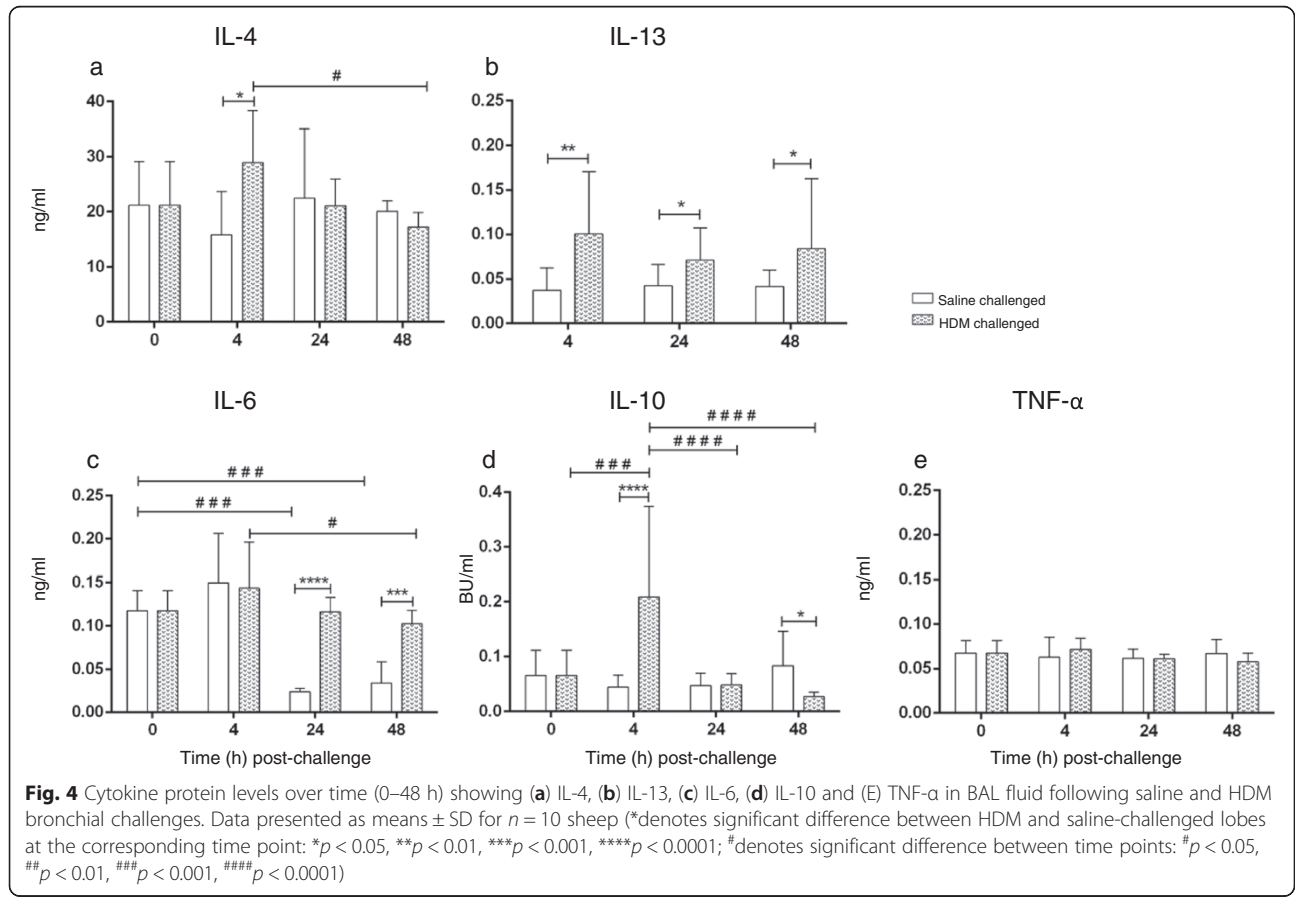 IL-4
IL-13
a
b
#
*
40
30
20
10
0
ng/ml
0 4 24 48
**
*
*
0.25
0.20
0.15
0.10
0.05
0.00
4 24 48
Saline challenged
HDM challenged
IL-6
IL-10
TNF-α
c
d
e
# # #
# # #
#
****
***
0.25
0.20
0.15
0.10
0.05
0.00
ng/ml
0 4 24 48
Time (h) post-challenge
# # # #
# # # #
# # #
****
*
0.4
0.3
0.2
0.1
0.0
BU/ml
0 4 24 48
Time (h) post-challenge
0.25
0.20
0.15
0.10
0.05
0.00
ng/ml
0 4 24 48
Time (h) post-challenge
Fig. 4 Cytokine protein levels over time (0–48 h) showing (a) IL-4, (b) IL-13, (c) IL-6, (d) IL-10 and (E) TNF-α in BAL fluid following saline and HDM
bronchial challenges. Data presented as means ± SD for n = 10 sheep (*denotes significant difference between HDM and saline-challenged lobes
at the corresponding time point: *p < 0.05, **p < 0.01, ***p < 0.001, ****p < 0.0001; #denotes significant difference between time points: #p < 0.05,
##p < 0.01, ###p < 0.001, ####p < 0.0001)